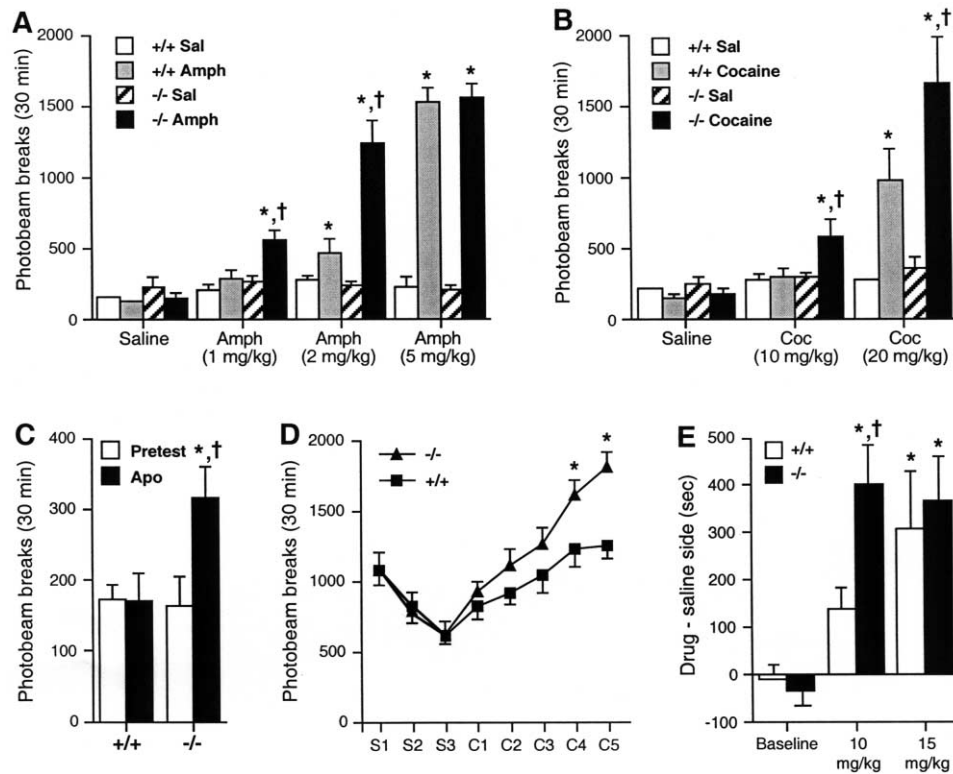 A
Photobeam breaks (30 min)
2000
1500
1000
500
0
+/+ Sal
+/+ Amph
-/- Sal
-/- Amph
*,†
*
*,†
*
*
Saline
Amph
(1 mg/kg)
Amph
(2 mg/kg)
Amph
(5 mg/kg)
B
Photobeam breaks (30 min)
2000
1500
1000
500
0
+/+ Sal
+/+ Cocaine
-/- Sal
-/- Cocaine
*,†
*
*,†
Saline
Coc
(10 mg/kg)
Coc
(20 mg/kg)
C
Photobeam breaks (30 min)
400
300
200
100
0
Pretest
Apo
*,†
+/+
-/-
D
Photobeam breaks (30 min)
2000
1500
1000
500
0
-/-
+/+
*
*
S1 S2 S3 C1 C2 C3 C4 C5
E
Drug - saline side (sec)
500
400
300
200
100
0
-100
+/+
-/-
*,†
*
*
Baseline
10
mg/kg
15
mg/kg